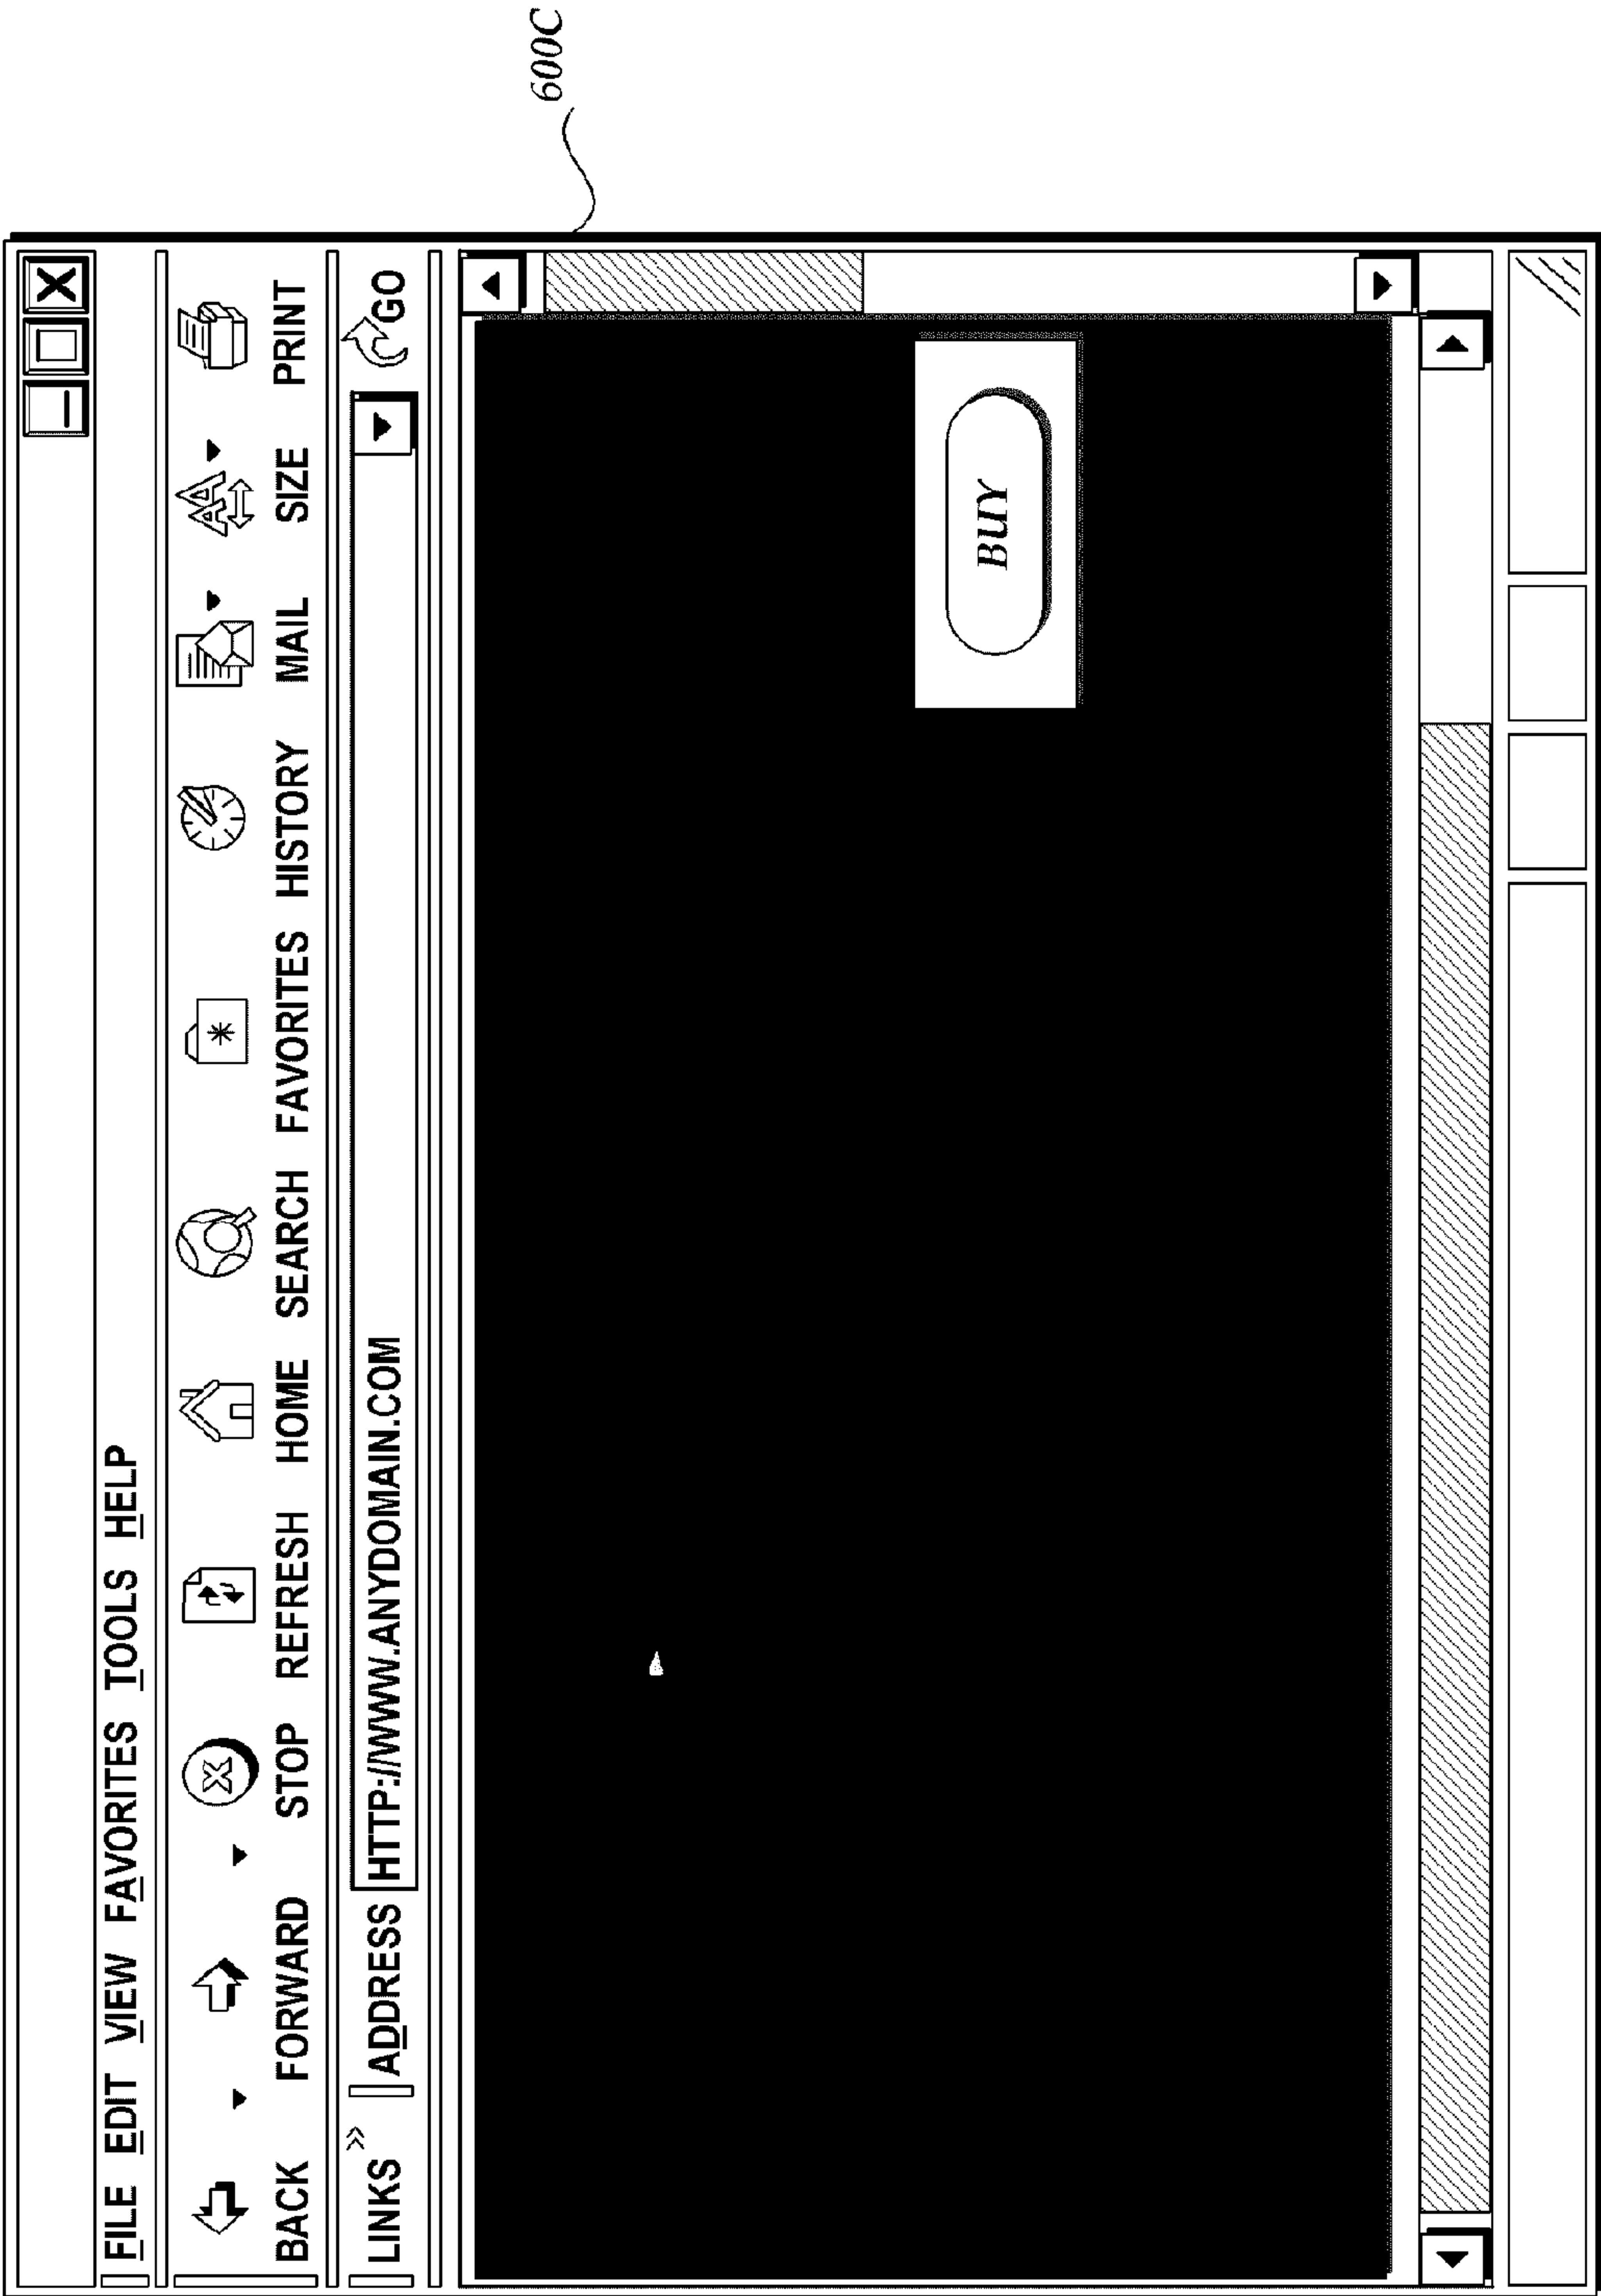 600C
FILE EDIT VIEW FAVORITES TOOLS HELP
BACK FORWARD STOP REFRESH HOME SEARCH FAVORITES HISTORY MAIL SIZE PRINT
LINKS » ADDRESS HTTP://WWW.ANYDOMAIN.COM GO
BUY